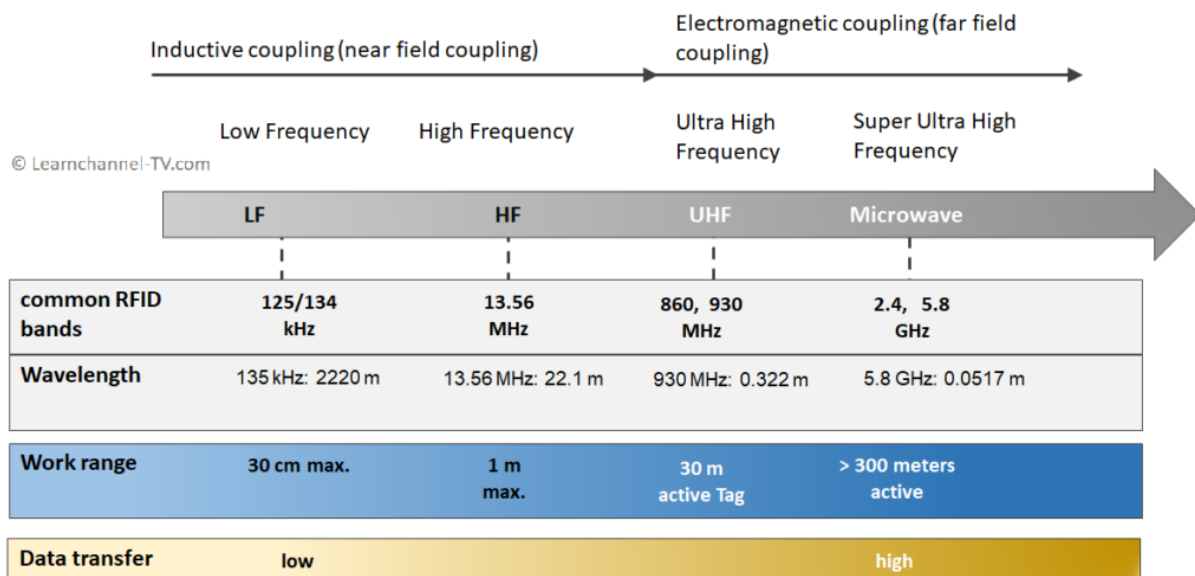 Inductive coupling (near field coupling)
Electromagnetic coupling (far field
coupling)
Low Frequency
High Frequency
Ultra High
Frequency
Super Ultra High
Frequency
© Learnchannel-TV.com
LF
HF
UHF
Microwave
common RFID
bands
125/134
kHz
13.56
MHz
860, 930
MHz
2.4, 5.8
GHz
Wavelength
135 kHz: 2220 m
13.56 MHz: 22.1 m
930 MHz: 0.322 m
5.8 GHz: 0.0517 m
Work range
30 cm max.
1 m
max.
30 m
active Tag
> 300 meters
active
Data transfer
low
high